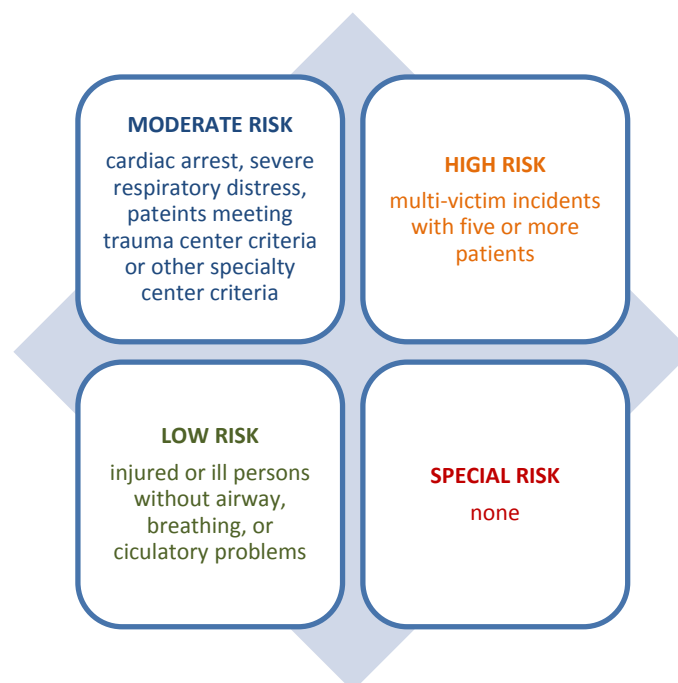 MODERATE RISK
cardiac arrest, severe
respiratory distress,
pateints meeting
trauma center criteria
or other specialty
center criteria
HIGH RISK
multi-victim incidents
with five or more
patients
LOW RISK
injured or ill persons
without airway,
breathing, or
ciculatory problems
SPECIAL RISK
none